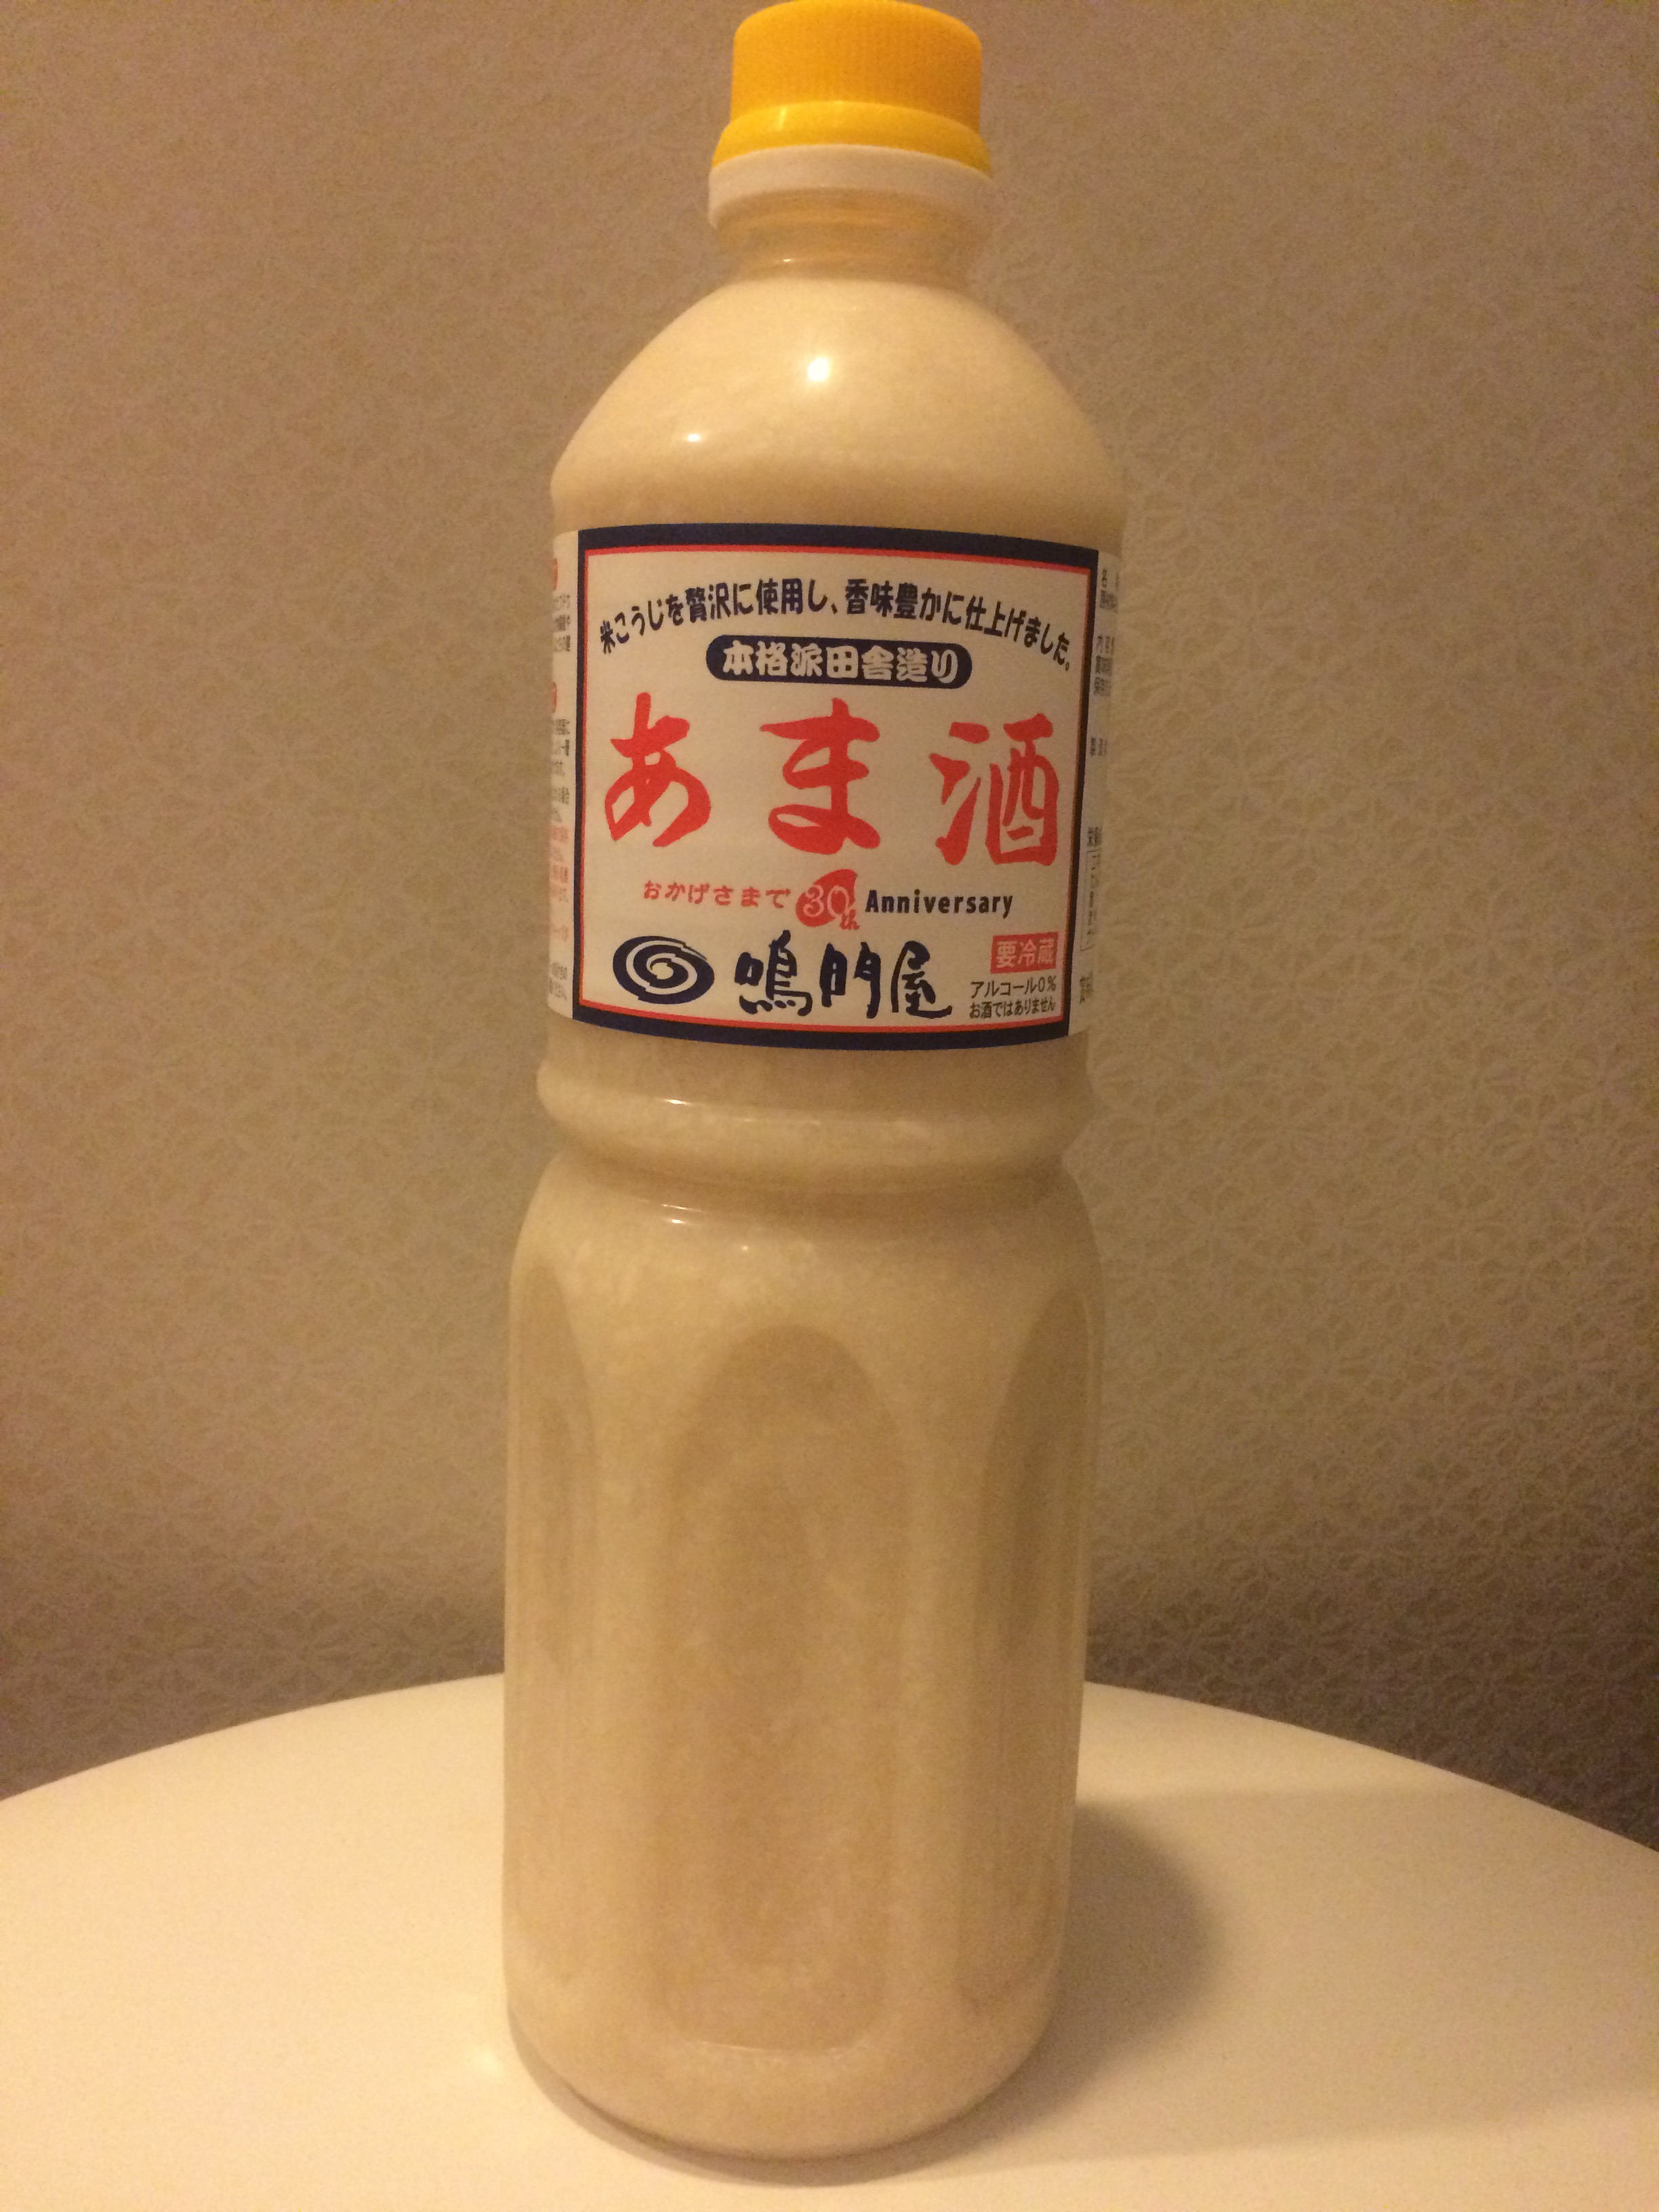 米こうじを贅沢に使用し、香味豊かに仕上げました。
本格派田舎造り
あま酒
おかげさまで 30th Anniversary
鳴門屋
要冷蔵
アルコール0%
お酒ではありません